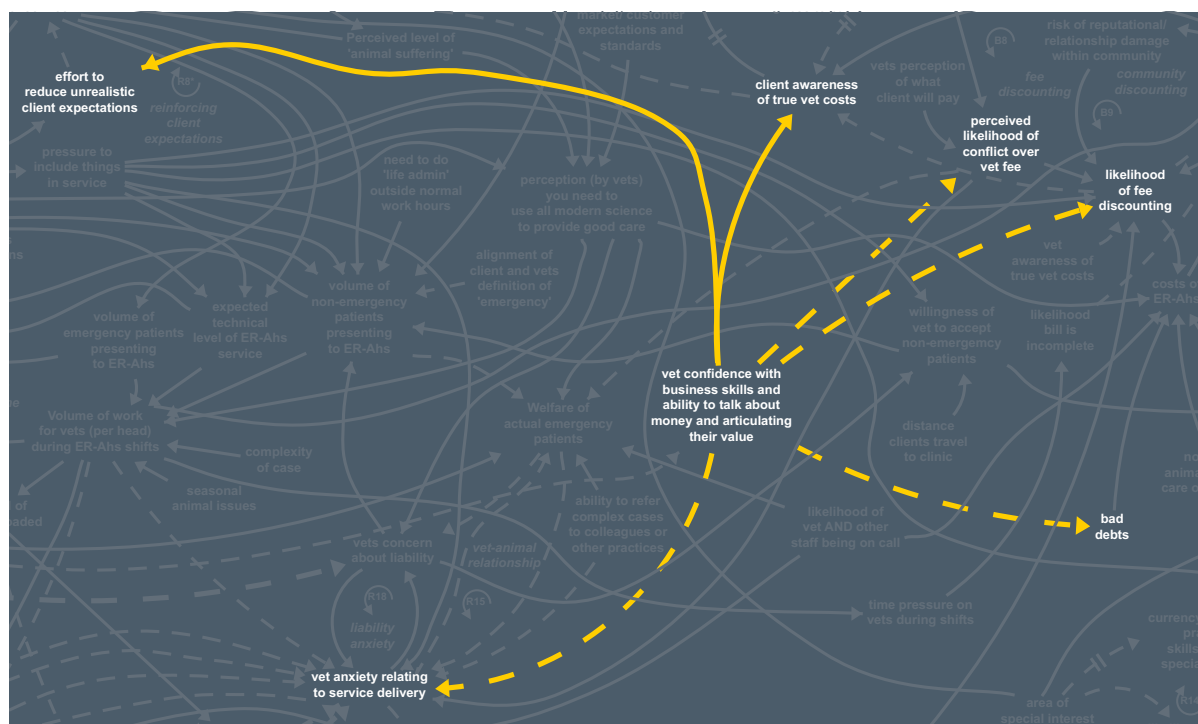 market/ customer
expectations and
standards
Perceived level of
'animal suffering'
risk of reputational/
relationship damage
within community
B8
fee
discounting
community
discounting
vets perception
of what
client will pay
effort to
reduce unrealistic
client expectations
R8
reinforcing
client
expectations
client awareness
of true vet costs
perceived
likelihood of
conflict over
vet fee
B9
pressure to
include things
in service
need to do
'life admin'
outside normal
work hours
perception (by vets)
you need to
use all modern science
to provide good care
likelihood
of fee
discounting
alignment of
client and vets
definition of
'emergency'
vet
awareness of
true vet costs
volume of
non-emergency
patients
presenting
to ER-Ahs
expected
technical
level of ER-Ahs
service
volume of
emergency patients
presenting
to ER-Ahs
willingness of
vet to accept
non-emergemcy
patients
likelihood
bill is
incomplete
costs of
ER-Ahs
vet confidence with
business skills and
ability to talk about
money and articulating
their value
Volume of work
for vets (per head)
during ER-Ahs shifts
Welfare of
actual emergency
patients
distance
clients travel
to clinic
complexity
of case
seasonal
animal issues
ability to refer
complex cases
to colleagues or
other practices
likelihood of
vet AND other
staff being on call
bad
debts
vets concern
about liability
vet-animal
relationship
R18
R15
liability
anxiety
time pressure on
vets during shifts
vet anxiety relating
to service delivery
area of
special interest